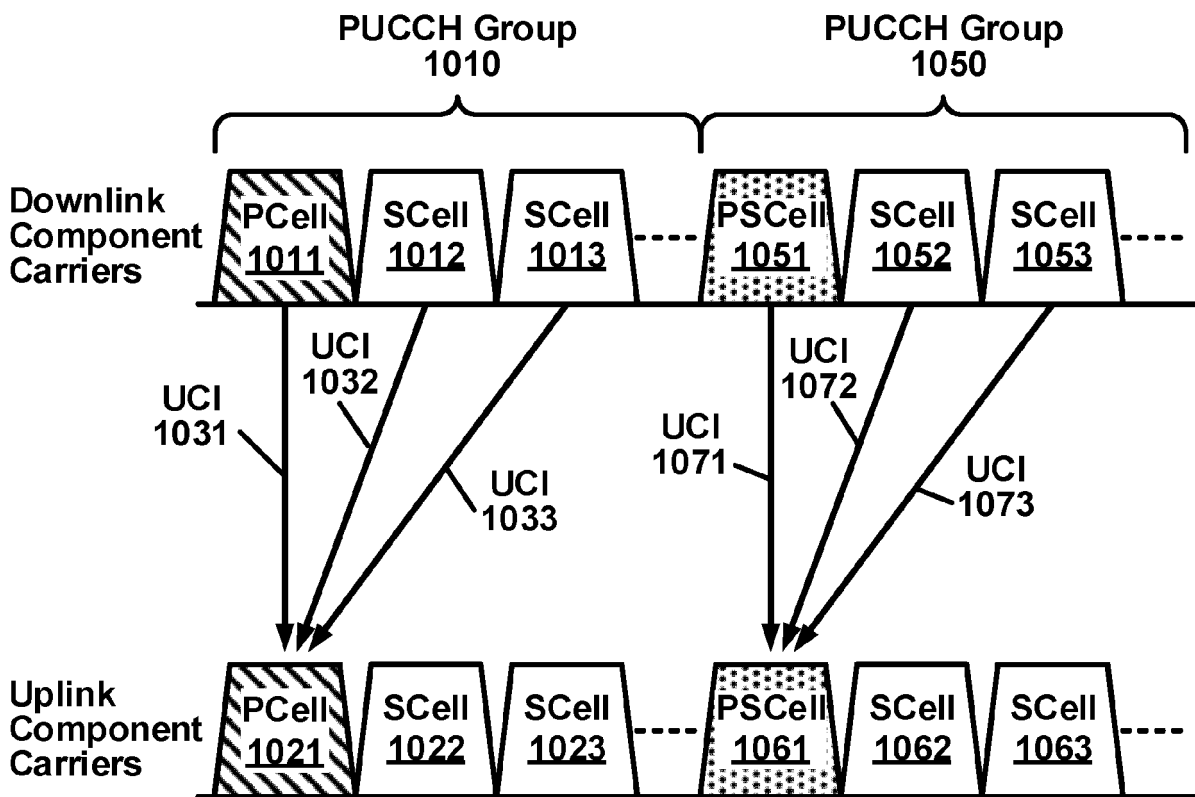 PUCCH Group
1010
PUCCH Group
1050
Downlink
Component
Carriers
PCell
1011
SCell
1012
SCell
1013
PSCell
1051
SCell
1052
SCell
1053
UCI
1031
UCI
1032
UCI
1033
UCI
1071
UCI
1072
UCI
1073
Uplink
Component
Carriers
PCell
1021
SCell
1022
SCell
1023
PSCell
1061
SCell
1062
SCell
1063